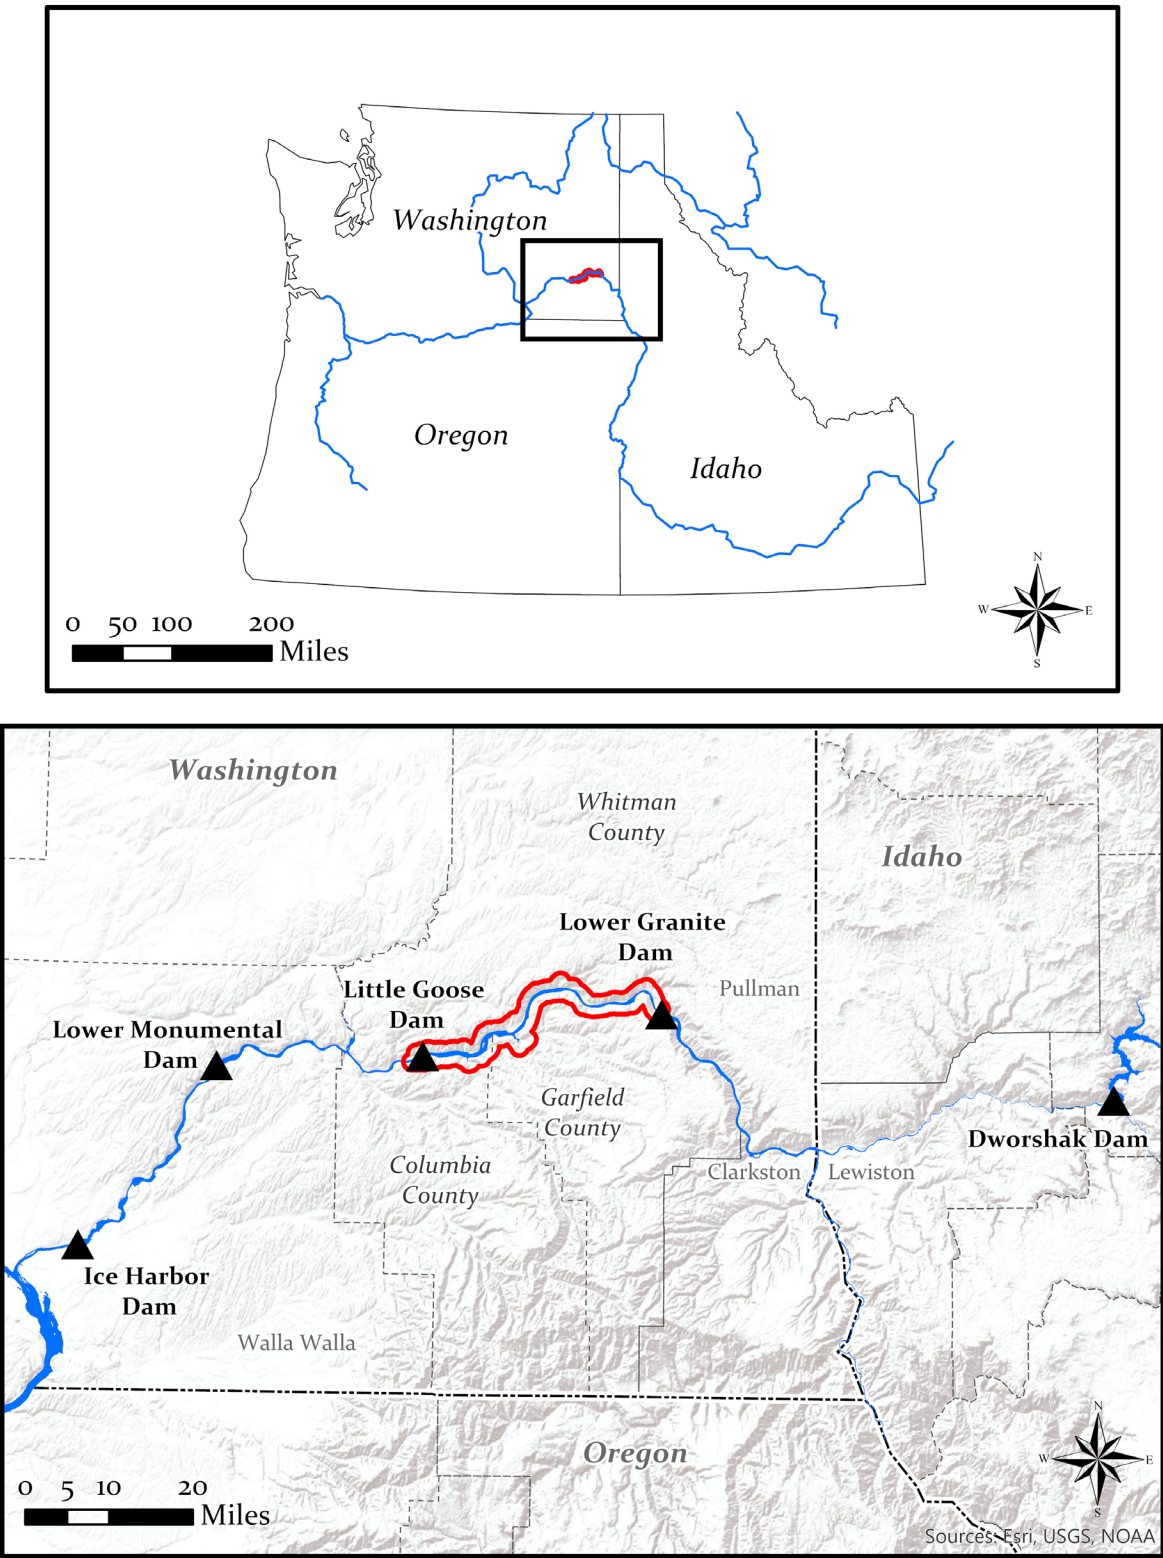 Washington
Oregon
Idaho
N
W
E
S
0 50 100 200
Miles
Washington
Whitman
County
Idaho
Lower Granite
Dam
Pullman
Little Goose
Dam
Lower Monumental
Dam
Garfield
County
Dworshak Dam
Columbia
County
Clarkston
Lewiston
Ice Harbor
Dam
Walla Walla
Oregon
N
W
E
S
0 5 10 20
Miles
Sources: Esri, USGS, NOAA